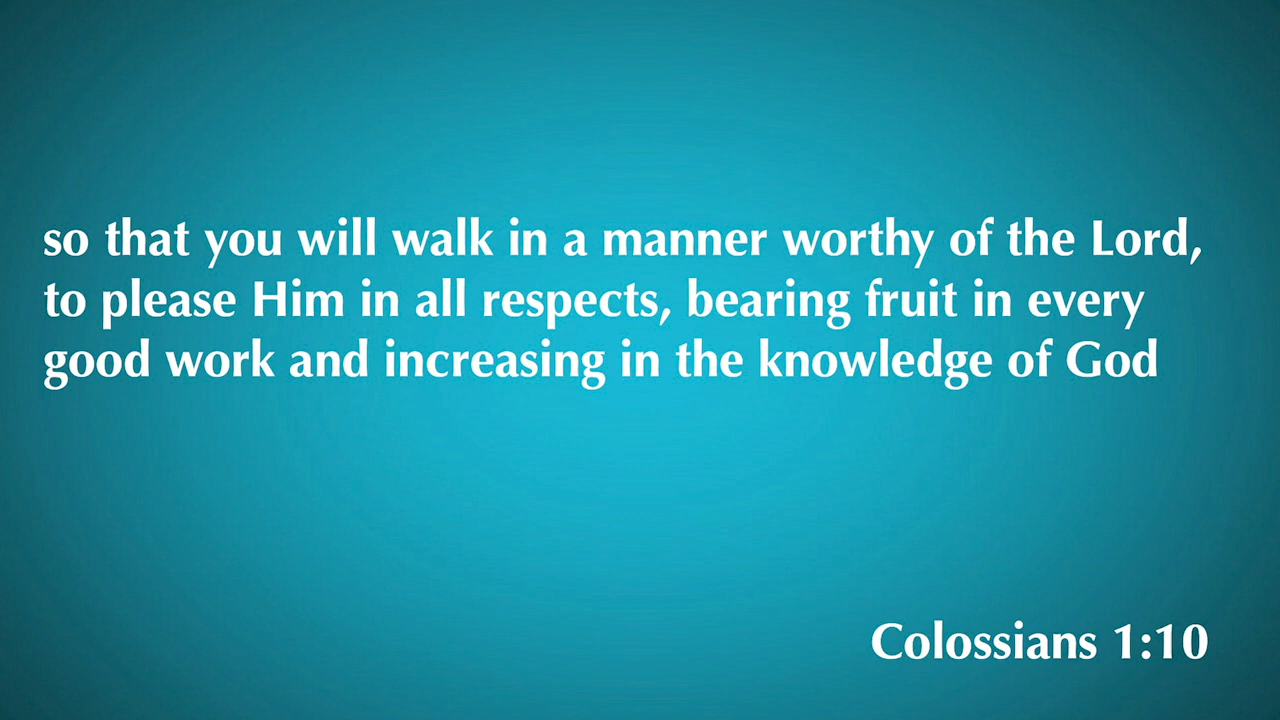 so that you will walk in a manner worthy of the Lord,
to please Him in all respects, bearing fruit in every
good work and increasing in the knowledge of God
Colossians 1:10